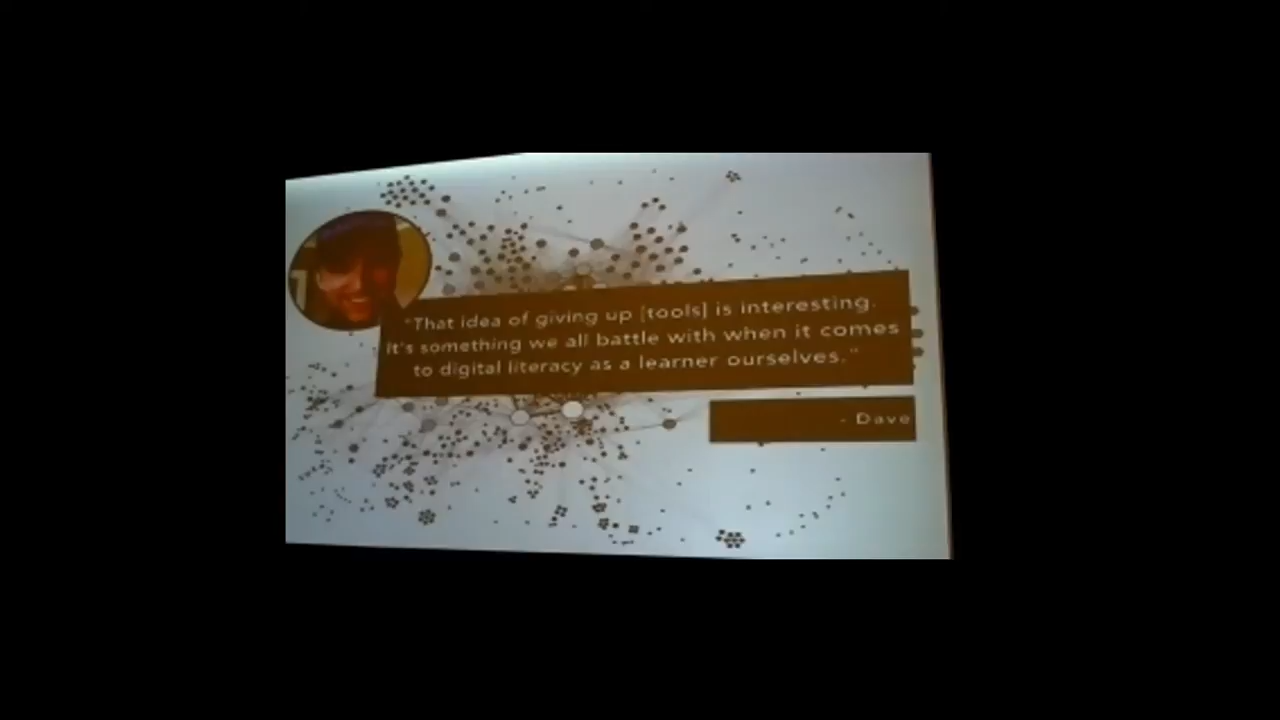 "That idea of giving up [tools] is interesting.
It's something we all battle with when it comes
to digital literacy as a learner ourselves."
- Dave